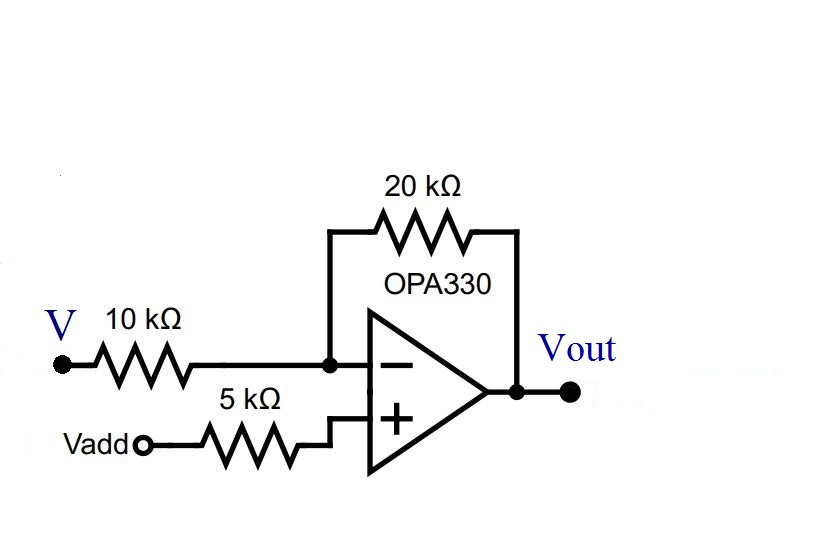 20 kΩ
OPA330
V
10 kΩ
Vout
5 kΩ
Vadd